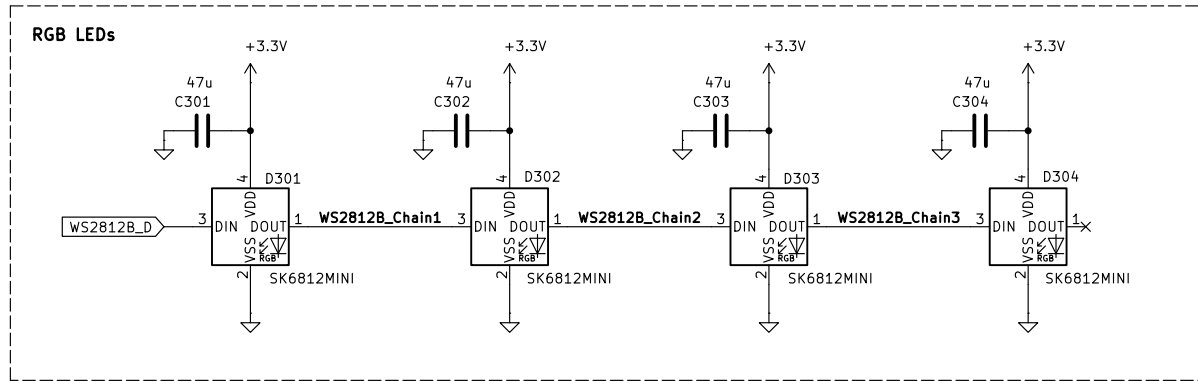 RGB LEDs
+3.3V +3.3V +3.3V +3.3V
47u 47u 47u 47u
C301 C302 C303 C304
4 D301 4 D302 4 D303 4 D304
VDD VDD VDD VDD
WS2812B_D 3 DIN DOUT 1 WS2812B_Chain1 3 DIN DOUT 1 WS2812B_Chain2 3 DIN DOUT 1 WS2812B_Chain3 3 DIN DOUT 1
VSS RGB VSS RGB VSS RGB VSS RGB
2 SK6812MINI 2 SK6812MINI 2 SK6812MINI 2 SK6812MINI